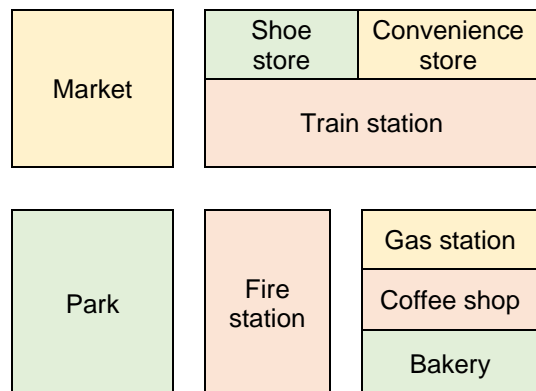 Market
Shoe
store
Convenience
store
Train station
Park
Fire
station
Gas station
Coffee shop
Bakery